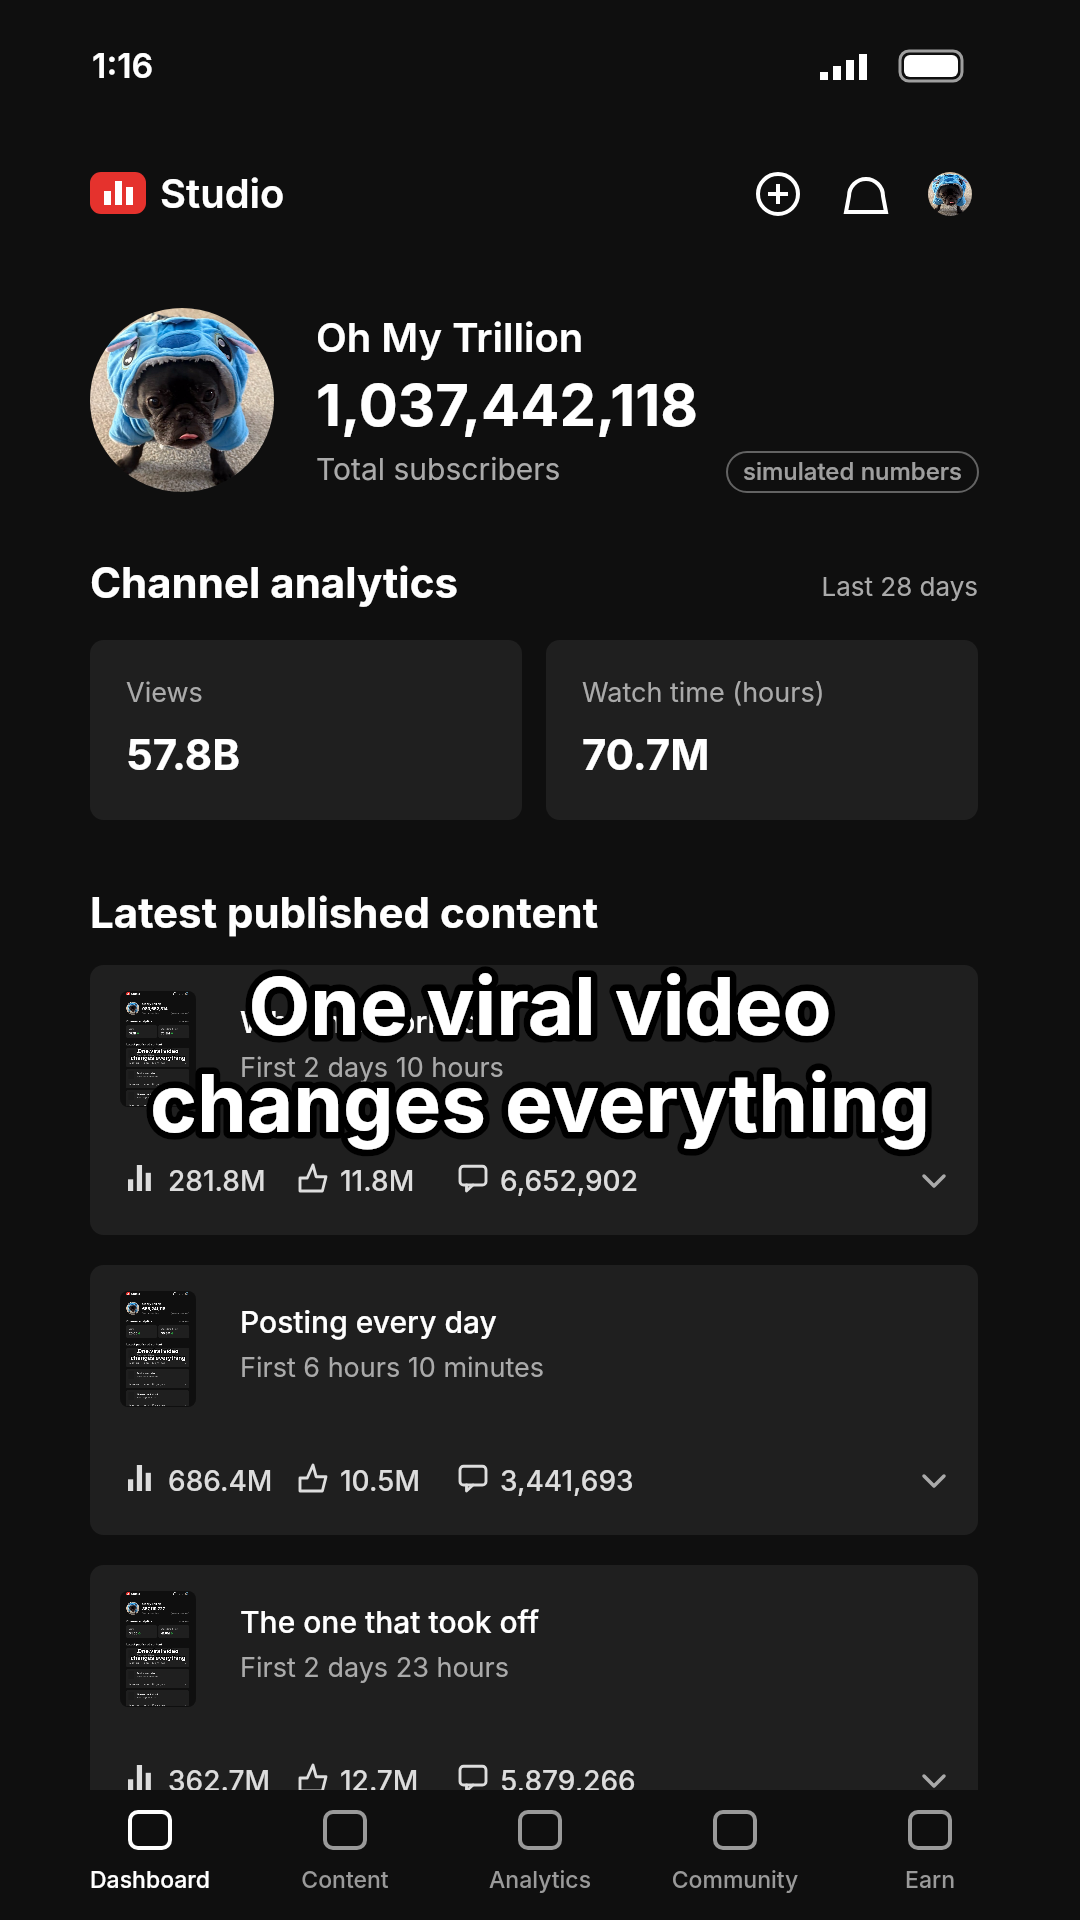 1:16
Studio
Oh My Trillion
1,037,442,118
Total subscribers
simulated numbers
Channel analytics
Last 28 days
Views
Watch time (hours)
57.8B
70.7M
Latest published content
One viral video
First 2 days 10 hours
changes everything
281.8M 11.8M 6,652,902
Posting every day
First 6 hours 10 minutes
686.4M 10.5M 3,441,693
The one that took off
First 2 days 23 hours
362.7M 12.7M 5,879,266
Dashboard Content Analytics Community Earn